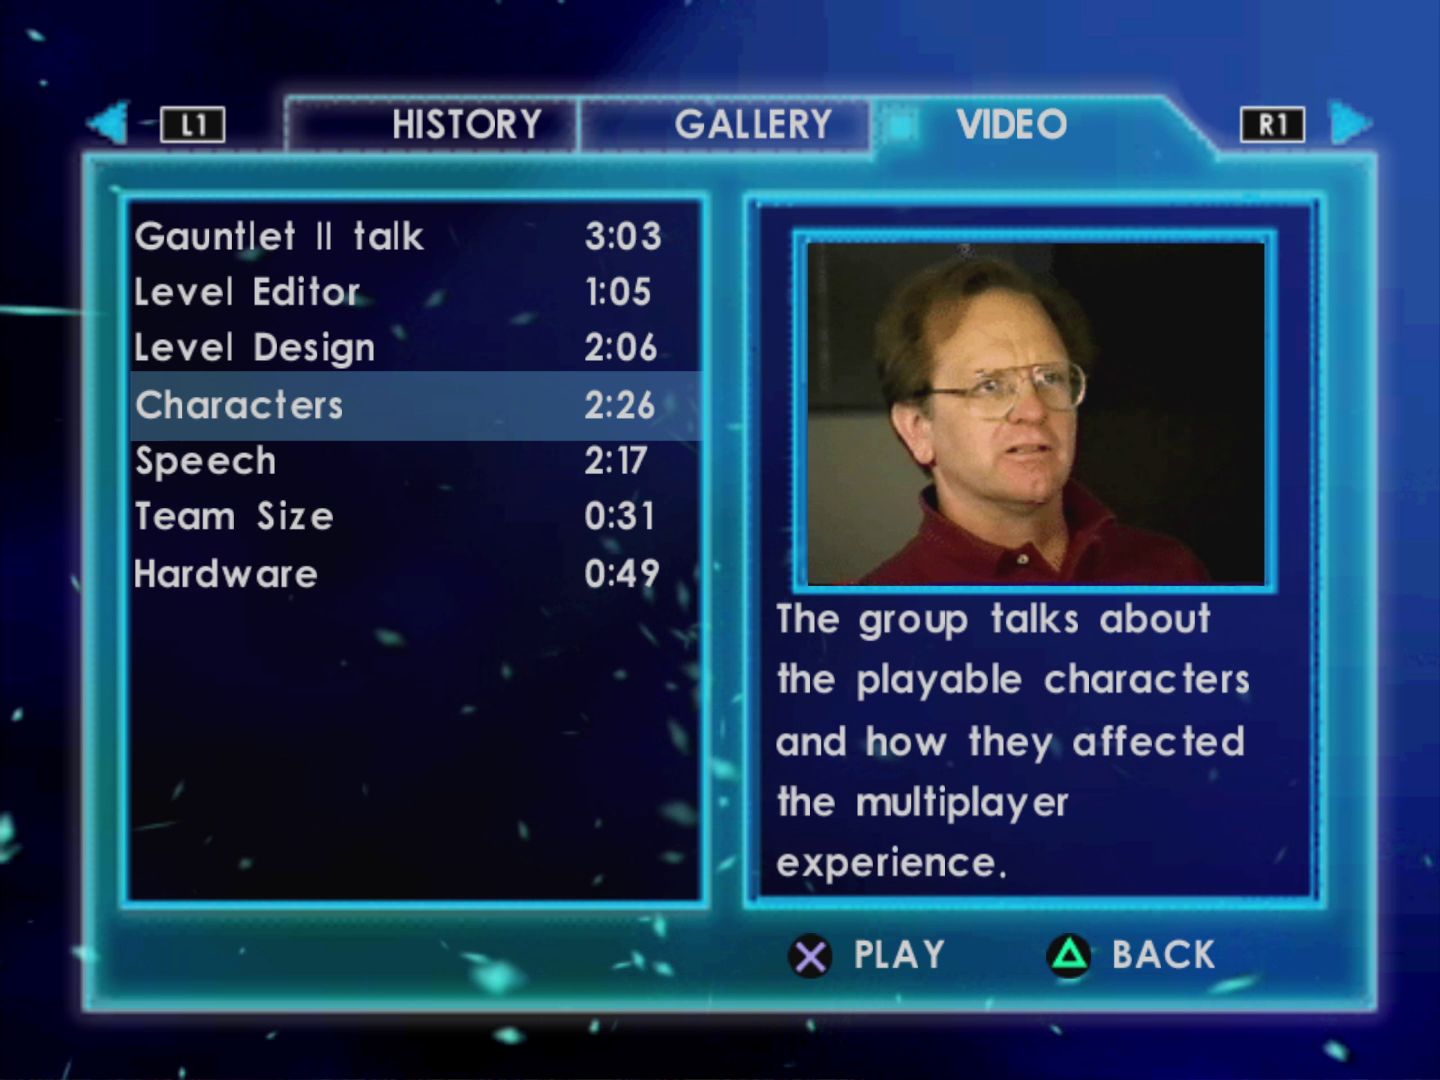 L1 HISTORY GALLERY VIDEO R1
Gauntlet II talk 3:03
Level Editor 1:05
Level Design 2:06
Characters 2:26
Speech 2:17
Team Size 0:31
Hardware 0:49
The group talks about
the playable characters
and how they affected
the multiplayer
experience.
PLAY BACK